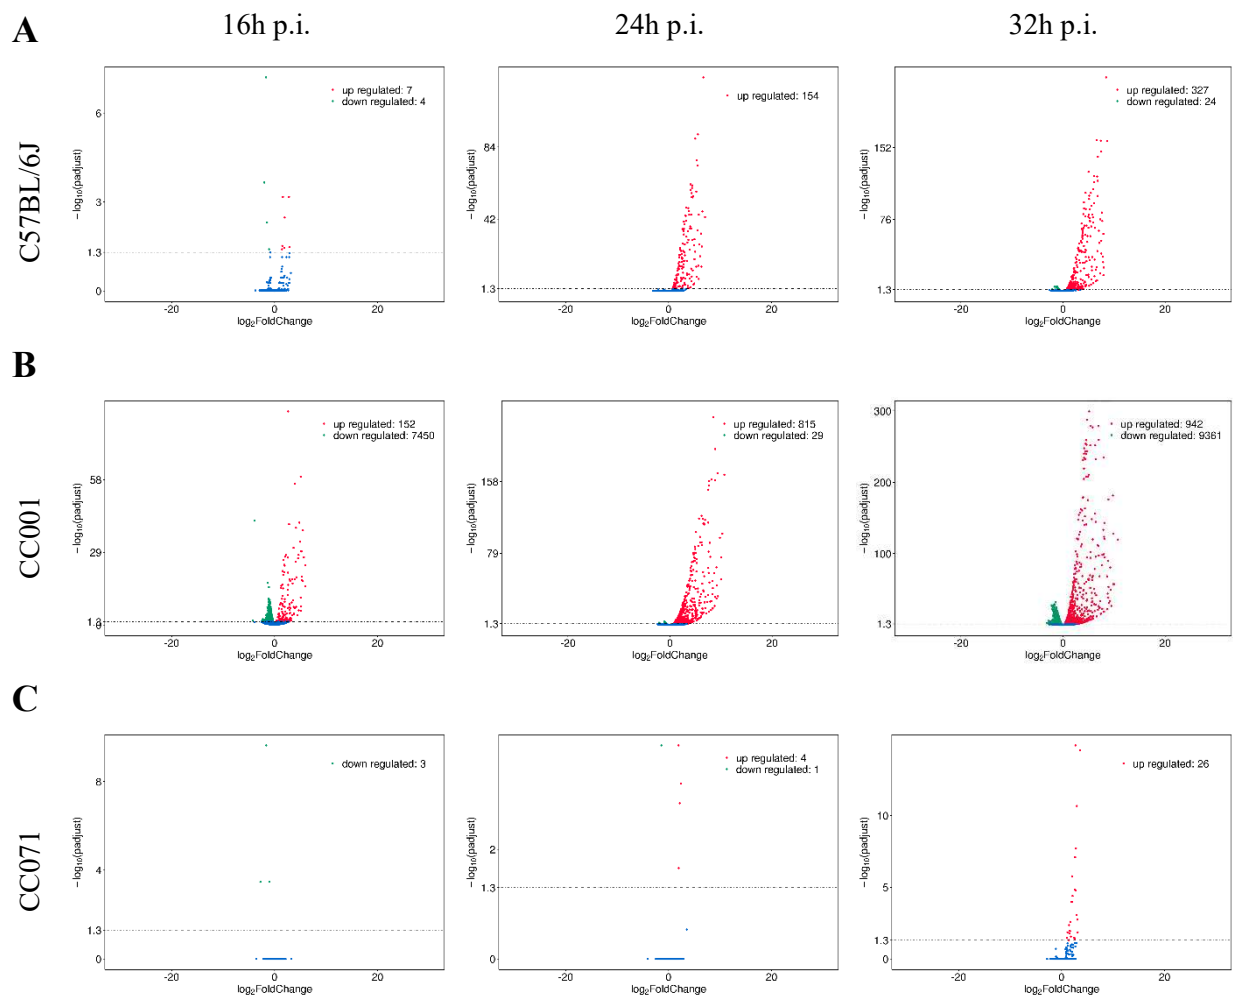 A
16h p.i.
24h p.i.
32h p.i.
C57BL/6J
−log10(padjust)
6
3
1.3
0
up regulated: 7
down regulated: 4
-20
0
20
log2FoldChange
−log10(padjust)
84
42
1.3
up regulated: 154
-20
0
20
log2FoldChange
−log10(padjust)
152
76
1.3
up regulated: 327
down regulated: 24
-20
0
20
log2FoldChange
B
CC001
−log10(padjust)
58
29
1.3
0
up regulated: 152
down regulated: 7450
-20
0
20
log2FoldChange
−log10(padjust)
158
79
1.3
up regulated: 815
down regulated: 29
-20
0
20
log2FoldChange
−log10(padjust)
300
200
100
1.3
up regulated: 942
down regulated: 9361
-20
0
20
log2FoldChange
C
CC071
−log10(padjust)
8
4
1.3
0
down regulated: 3
-20
0
20
log2FoldChange
−log10(padjust)
2
1.3
0
up regulated: 4
down regulated: 1
-20
0
20
log2FoldChange
−log10(padjust)
10
5
1.3
0
up regulated: 26
-20
0
20
log2FoldChange